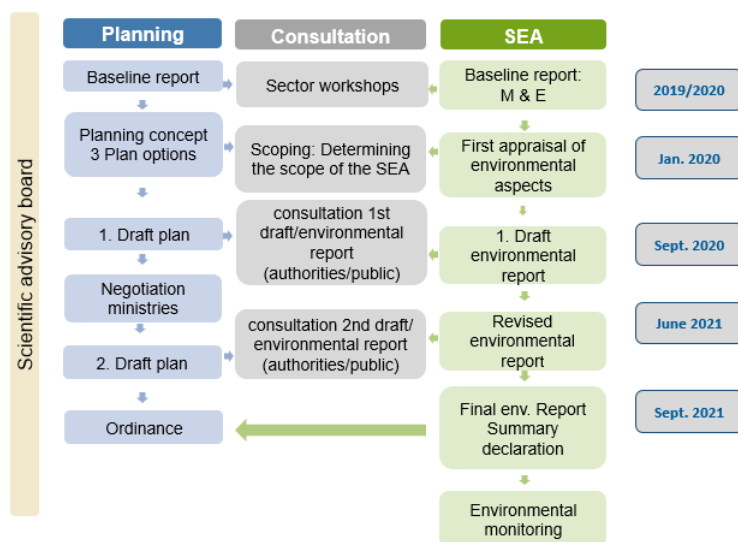 Scientific advisory board
Planning
Consultation
SEA
Baseline report
Sector workshops
Baseline report:
M & E
2019/2020
Planning concept
3 Plan options
Scoping: Determining
the scope of the SEA
First appraisal of
environmental
aspects
Jan. 2020
1. Draft plan
consultation 1st
draft/environmental
report
(authorities/public)
1. Draft
environmental
report
Sept. 2020
Negotiation
ministries
2. Draft plan
consultation 2nd draft/
environmental report
(authorities/public)
Revised
environmental
report
June 2021
Ordinance
Final env. Report
Summary
declaration
Sept. 2021
Environmental
monitoring